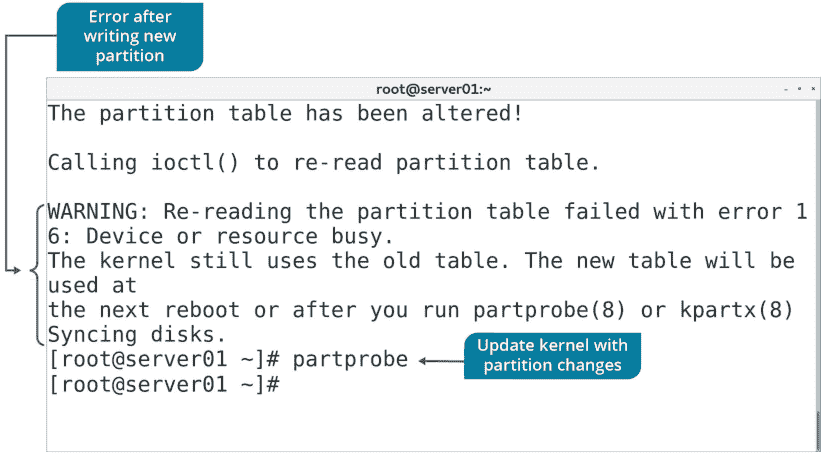 Error after
writing new
partition
root@server01:~
The partition table has been altered!
Calling ioctl() to re-read partition table.
WARNING: Re-reading the partition table failed with error 1
6: Device or resource busy.
The kernel still uses the old table. The new table will be
used at
the next reboot or after you run partprobe(8) or kpartx(8)
Syncing disks.
[root@server01 ~]# partprobe
Update kernel with
partition changes
[root@server01 ~]#